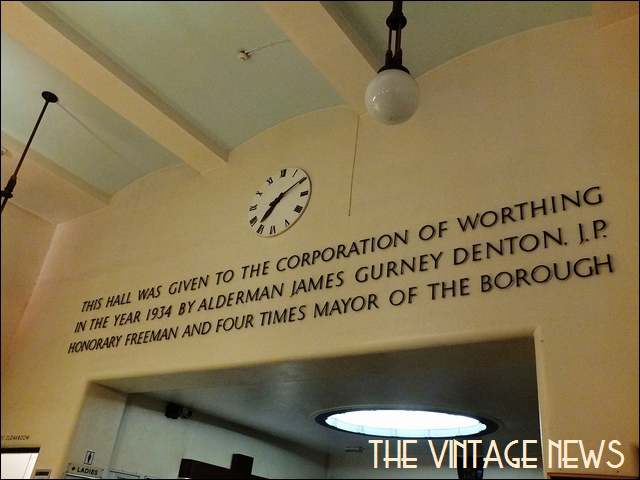 THIS HALL WAS GIVEN TO THE CORPORATION OF WORTHING
IN THE YEAR 1934 BY ALDERMAN JAMES GURNEY DENTON. J.P.
HONORARY FREEMAN AND FOUR TIMES MAYOR OF THE BOROUGH
CLOAKROOM
LADIES
THE VINTAGE NEWS